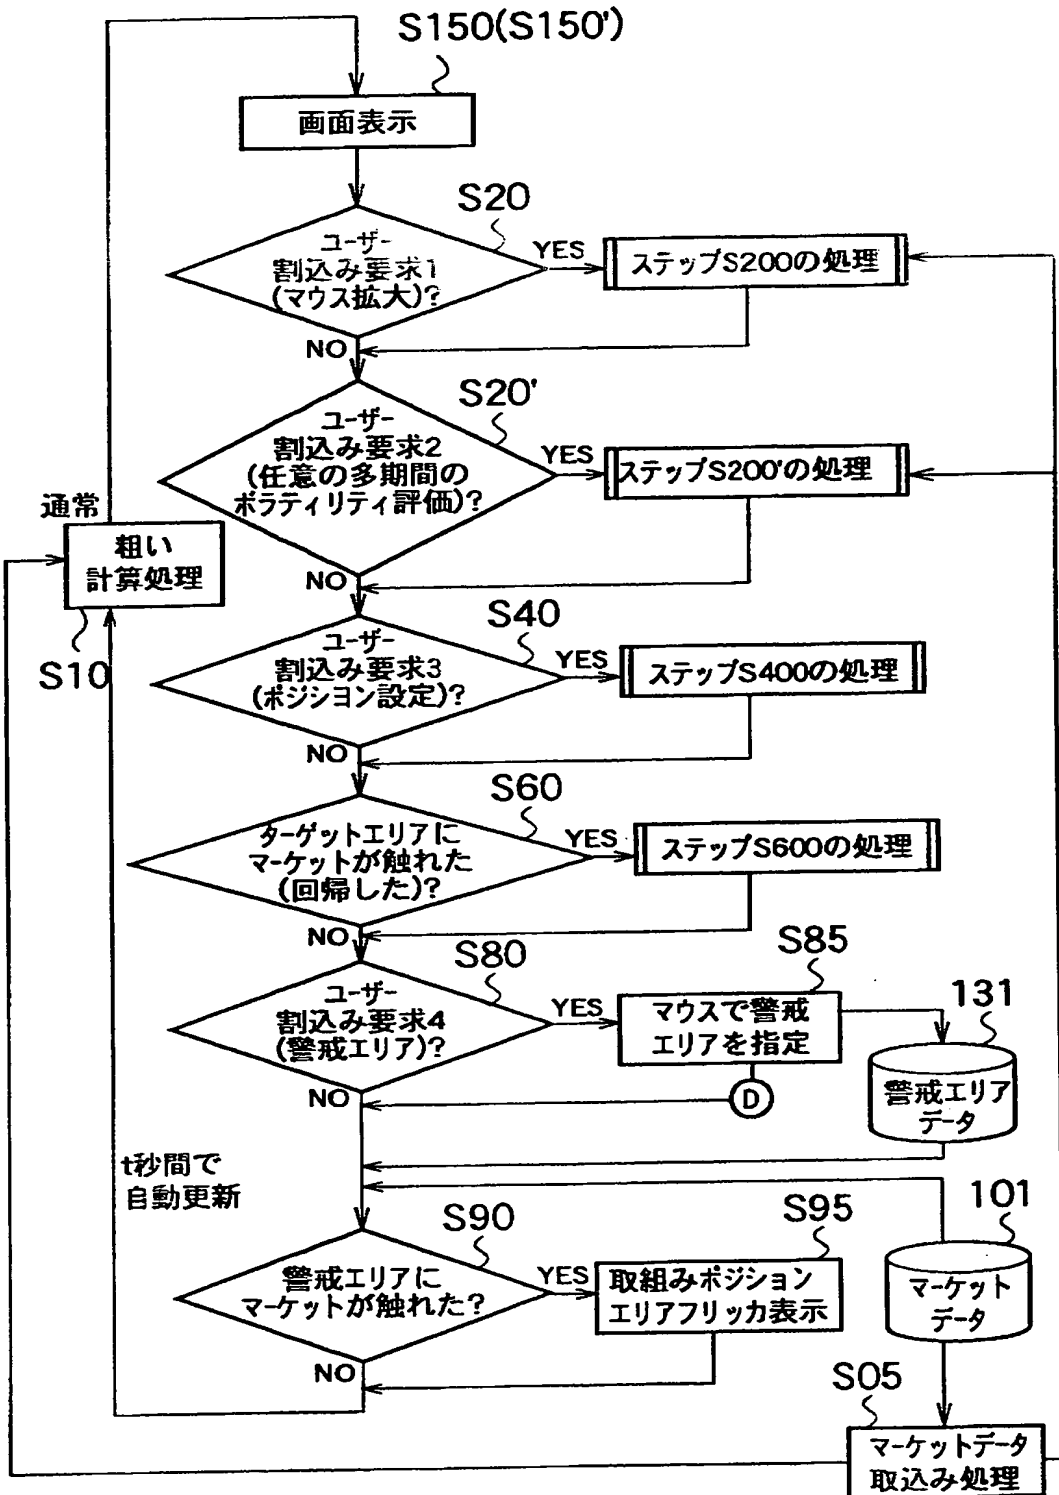 S150(S150')
画面表示
S20
ユーザー
割込み要求1
(マウス拡大)?
YES
ステップS200の処理
NO
S20'
ユーザー
割込み要求2
(任意の多期間の
ボラティリティ評価)?
YES
ステップS200'の処理
通常
粗い
計算処理
S10
NO
S40
ユーザー
割込み要求3
(ポジション設定)?
YES
ステップS400の処理
NO
S60
ターゲットエリアに
マーケットが触れた
(回帰した)?
YES
ステップS600の処理
NO
S80
ユーザー
割込み要求4
(警戒エリア)?
YES
S85
マウスで警戒
エリアを指定
D
131
警戒エリア
データ
NO
t秒間で
自動更新
S90
警戒エリアに
マーケットが触れた?
YES
S95
取組みポジション
エリアフリッカ表示
101
マーケット
データ
NO
S05
マーケットデータ
取込み処理